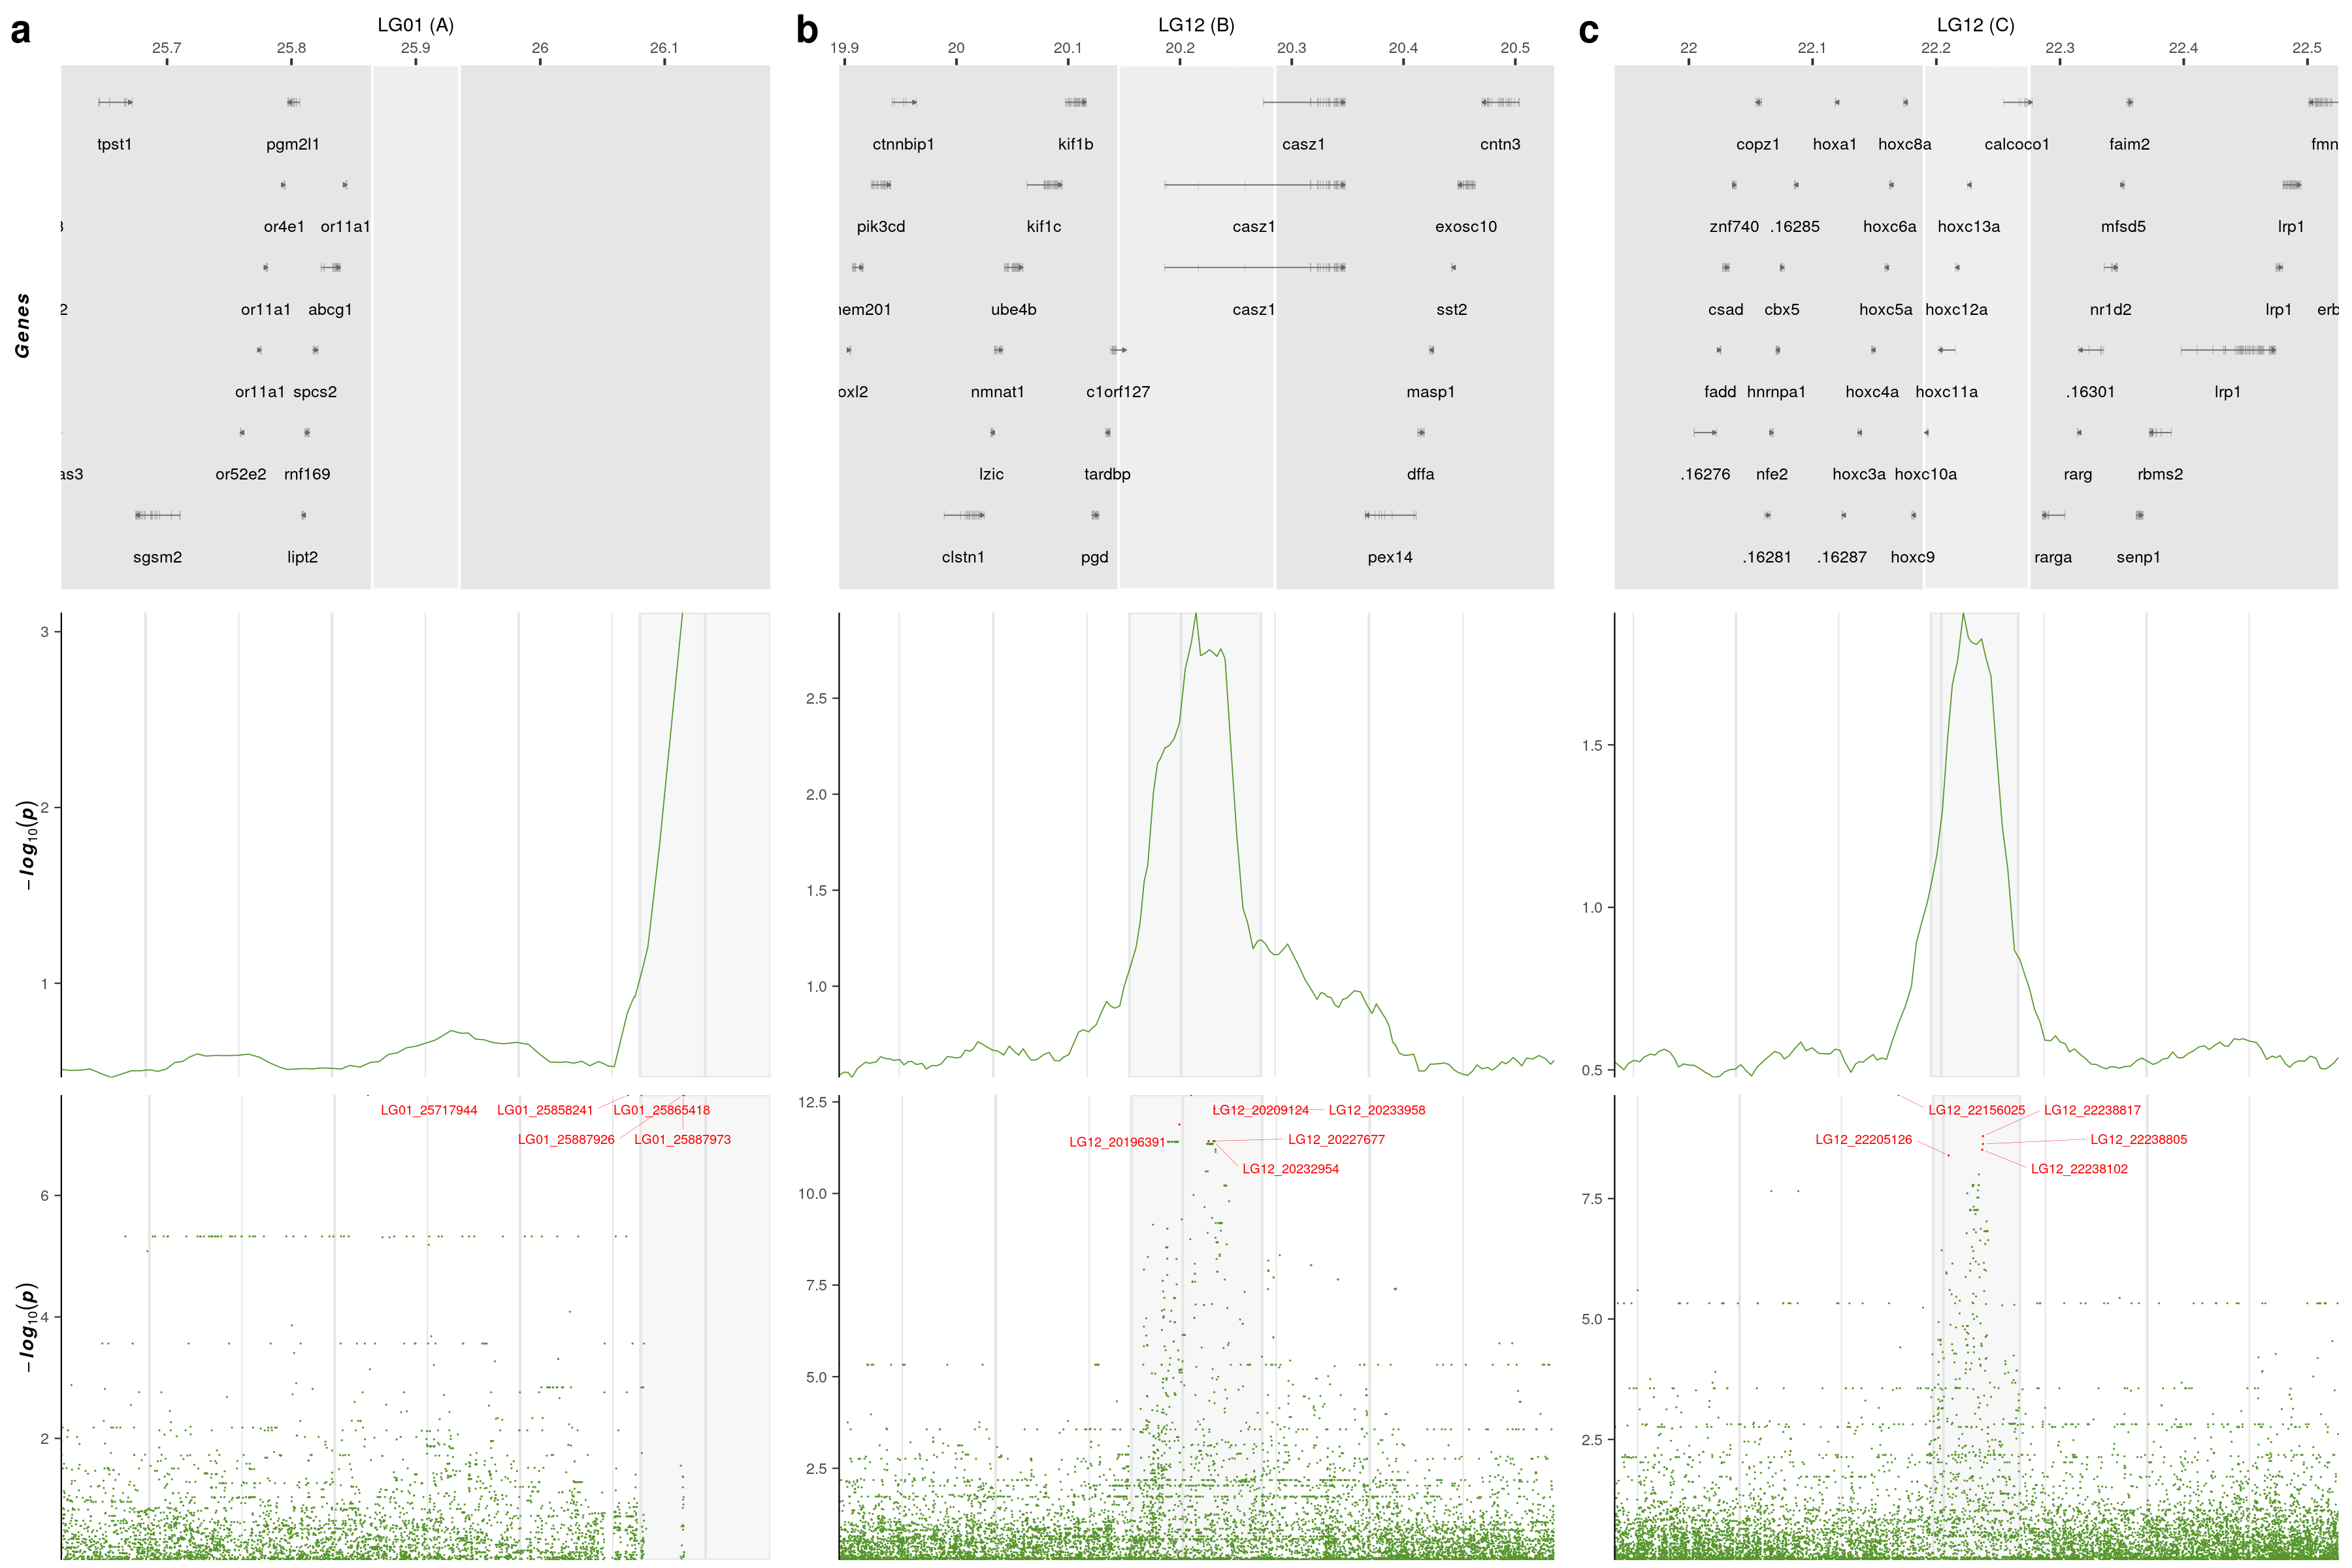 a LG01 (A) b LG12 (B) c LG12 (C)
25.7 25.8 25.9 26 26.1 19.9 20 20.1 20.2 20.3 20.4 20.5 22 22.1 22.2 22.3 22.4 22.5
tpst1 pgm2l1 ctnnbip1 kif1b casz1 cntn3 copz1 hoxa1 hoxc8a calcoco1 faim2 fmn
or4e1 or11a1 pik3cd kif1c casz1 exosc10 znf740 .16285 hoxc6a hoxc13a mfsd5 lrp1
2 or11a1 abcg1 em201 ube4b casz1 sst2 csad cbx5 hoxc5a hoxc12a nr1d2 lrp1 erb
Genes
or11a1 spcs2 oxl2 nmnat1 c1orf127 masp1 fadd hnrnpa1 hoxc4a hoxc11a .16301 lrp1
as3 or52e2 rnf169 lzic tardbp dffa .16276 nfe2 hoxc3a hoxc10a rarg rbms2
sgsm2 lipt2 clstn1 pgd pex14 .16281 .16287 hoxc9 rarga senp1
3
2
1
−log10(p)
2.5
2.0
1.5
1.0
1.5
1.0
0.5
LG01_25717944 LG01_25858241 LG01_25865418
LG01_25887926 LG01_25887973
6
4
2
−log10(p)
12.5
10.0
7.5
5.0
2.5
LG12_20209124 LG12_20233958
LG12_20196391 LG12_20227677
LG12_20232954
7.5
5.0
2.5
LG12_22156025 LG12_22238817
LG12_22205126 LG12_22238805
LG12_22238102